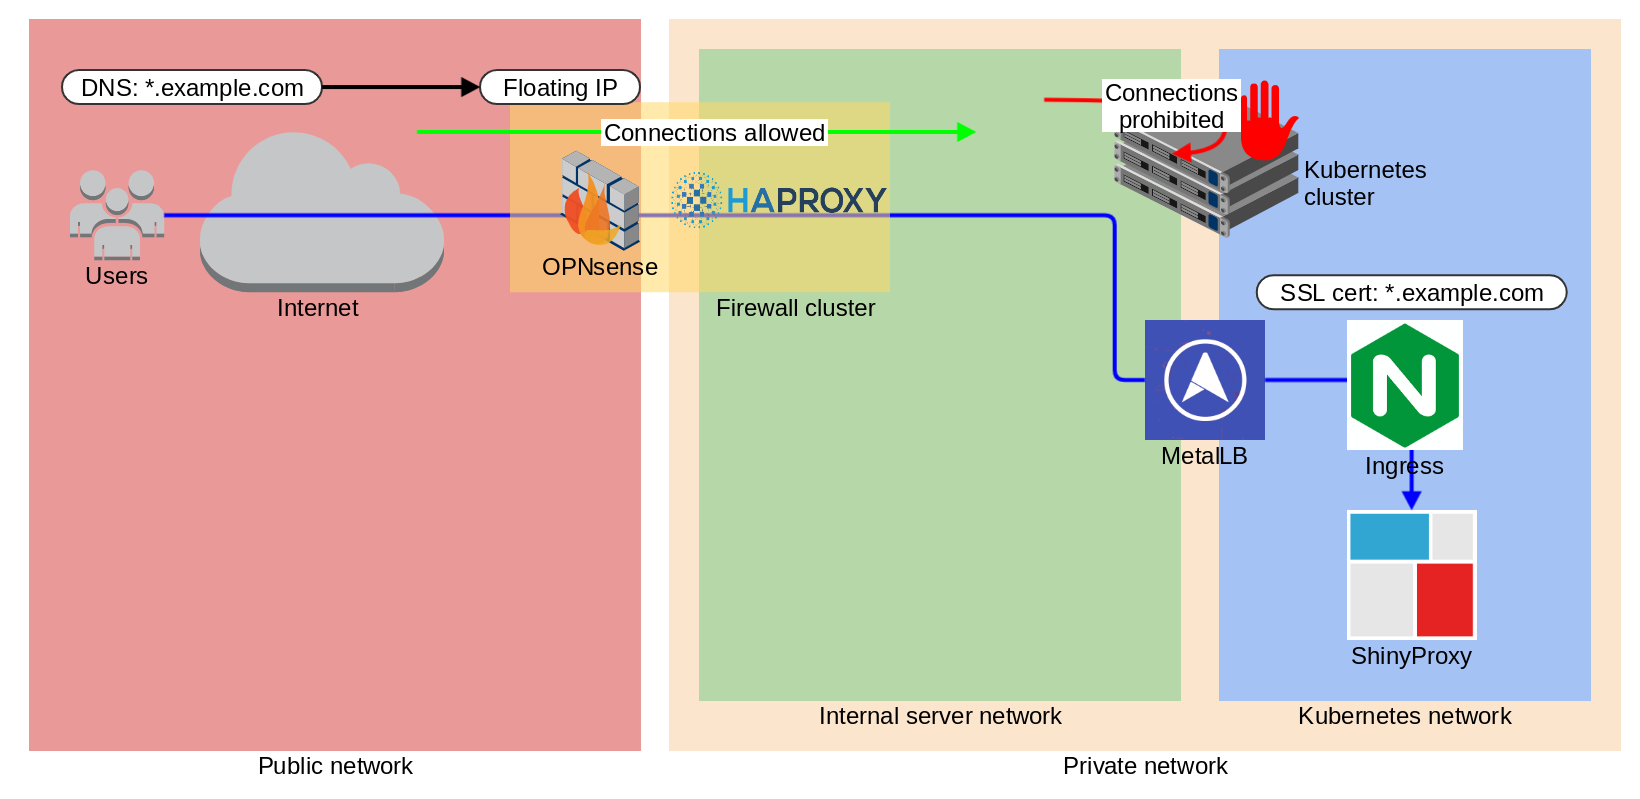 DNS: *.example.com
Floating IP
Connections allowed
Connections
prohibited
Kubernetes
cluster
HAPROXY
Users
Internet
OPNsense
Firewall cluster
SSL cert: *.example.com
N
MetalLB
Ingress
ShinyProxy
Internal server network
Kubernetes network
Public network
Private network